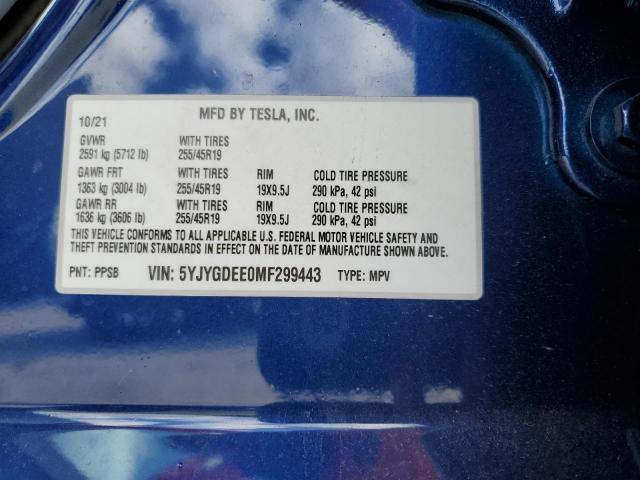 10/21 MFD BY TESLA, INC.
GVWR WITH TIRES
2591 kg (5712 lb) 255/45R19
GAWR FRT WITH TIRES RIM COLD TIRE PRESSURE
1363 kg (3004 lb) 255/45R19 19X9.5J 290 kPa, 42 psi
GAWR RR WITH TIRES RIM COLD TIRE PRESSURE
1636 kg (3606 lb) 255/45R19 19X9.5J 290 kPa, 42 psi
THIS VEHICLE CONFORMS TO ALL APPLICABLE U.S. FEDERAL MOTOR VEHICLE SAFETY AND
THEFT PREVENTION STANDARDS IN EFFECT ON THE DATE OF MANUFACTURE SHOWN ABOVE.
PNT: PPSB VIN: 5YJYGDEE0MF299443 TYPE: MPV